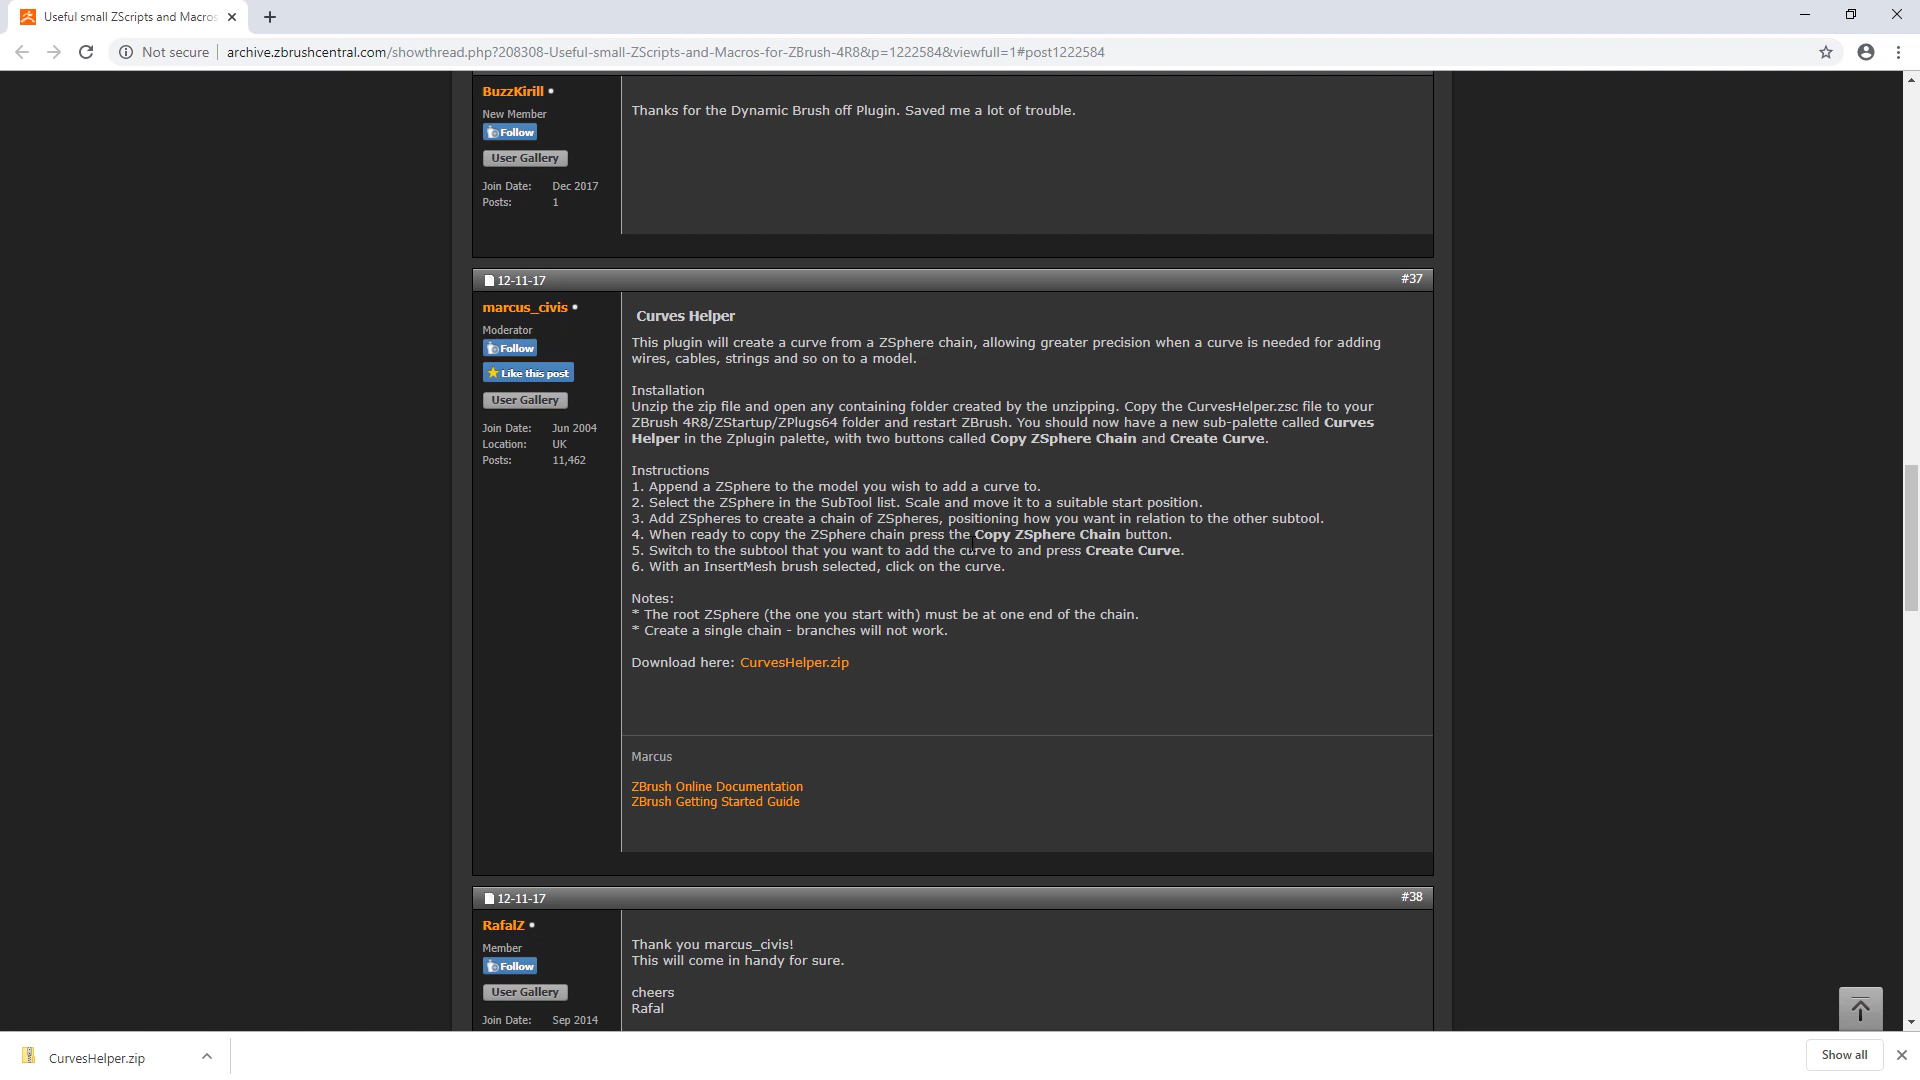 Useful small ZScripts and Macros
Not secure
archive.zbrushcentral.com/showthread.php?208308-Useful-small-ZScripts-and-Macros-for-ZBrush-4R8&p=1222584&viewfull=1#post1222584
BuzzKirill
New Member
Follow
User Gallery
Join Date: Dec 2017
Posts: 1
Thanks for the Dynamic Brush off Plugin. Saved me a lot of trouble.
12-11-17
#37
marcus_civis
Moderator
Follow
Like this post
User Gallery
Join Date: Jun 2004
Location: UK
Posts: 11,462
Curves Helper
This plugin will create a curve from a ZSphere chain, allowing greater precision when a curve is needed for adding
wires, cables, strings and so on to a model.
Installation
Unzip the zip file and open any containing folder created by the unzipping. Copy the CurvesHelper.zsc file to your
ZBrush 4R8/ZStartup/ZPlugs64 folder and restart ZBrush. You should now have a new sub-palette called Curves
Helper in the Zplugin palette, with two buttons called Copy ZSphere Chain and Create Curve.
Instructions
1. Append a ZSphere to the model you wish to add a curve to.
2. Select the ZSphere in the SubTool list. Scale and move it to a suitable start position.
3. Add ZSpheres to create a chain of ZSpheres, positioning how you want in relation to the other subtool.
4. When ready to copy the ZSphere chain press the Copy ZSphere Chain button.
5. Switch to the subtool that you want to add the curve to and press Create Curve.
6. With an InsertMesh brush selected, click on the curve.
Notes:
* The root ZSphere (the one you start with) must be at one end of the chain.
* Create a single chain - branches will not work.
Download here: CurvesHelper.zip
Marcus
ZBrush Online Documentation
ZBrush Getting Started Guide
12-11-17
#38
RafalZ
Member
Follow
User Gallery
Join Date: Sep 2014
Thank you marcus_civis!
This will come in handy for sure.
cheers
Rafal
CurvesHelper.zip
Show all